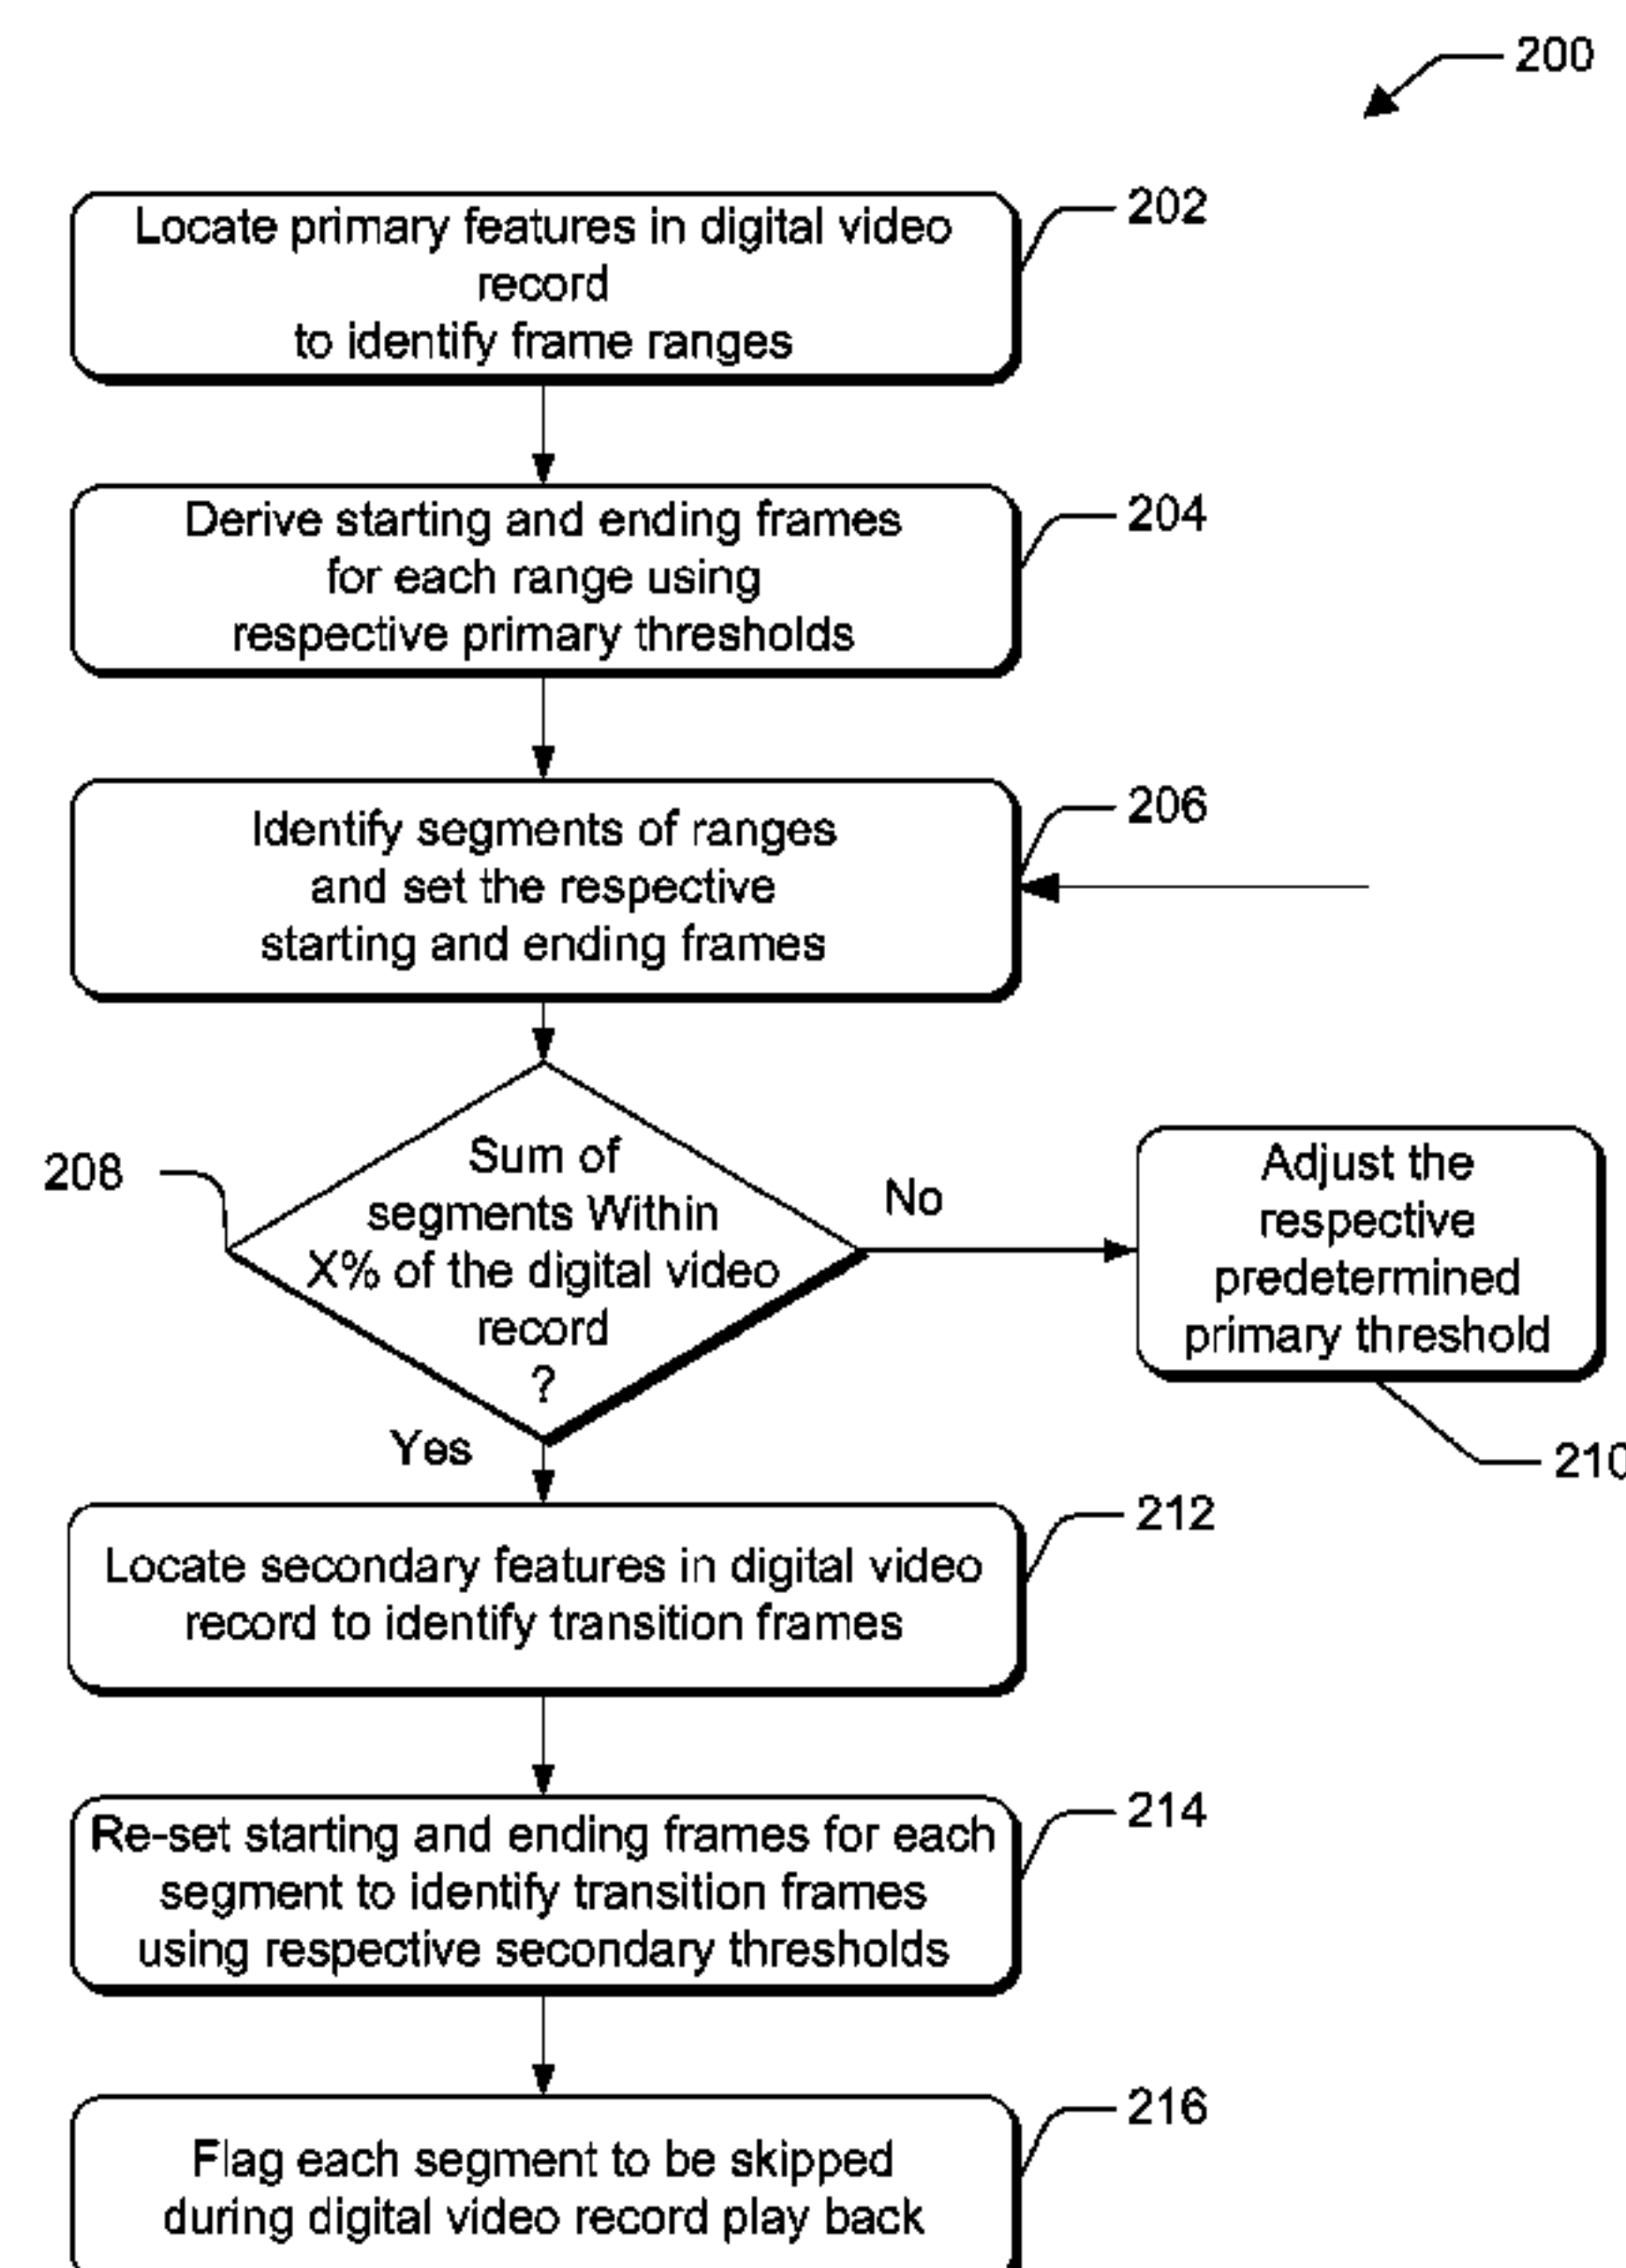 200
Locate primary features in digital video
record
to identify frame ranges
202
Derive starting and ending frames
for each range using
respective primary thresholds
204
Identify segments of ranges
and set the respective
starting and ending frames
206
208
Sum of
segments Within
X% of the digital video
record
?
No
Yes
Adjust the
respective
predetermined
primary threshold
210
Locate secondary features in digital video
record to identify transition frames
212
Re-set starting and ending frames for each
segment to identify transition frames
using respective secondary thresholds
214
Flag each segment to be skipped
during digital video record play back
216